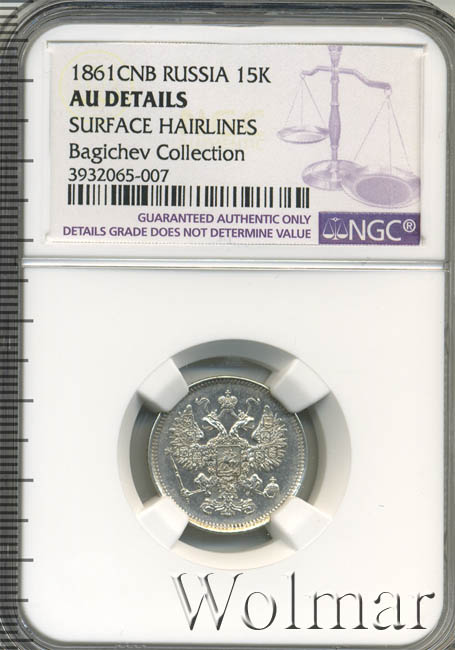 1861CNB RUSSIA 15K
AU DETAILS
SURFACE HAIRLINES
Bagichev Collection
3932065-007
GUARANTEED AUTHENTIC ONLY
DETAILS GRADE DOES NOT DETERMINE VALUE
NGC®
Wolmar